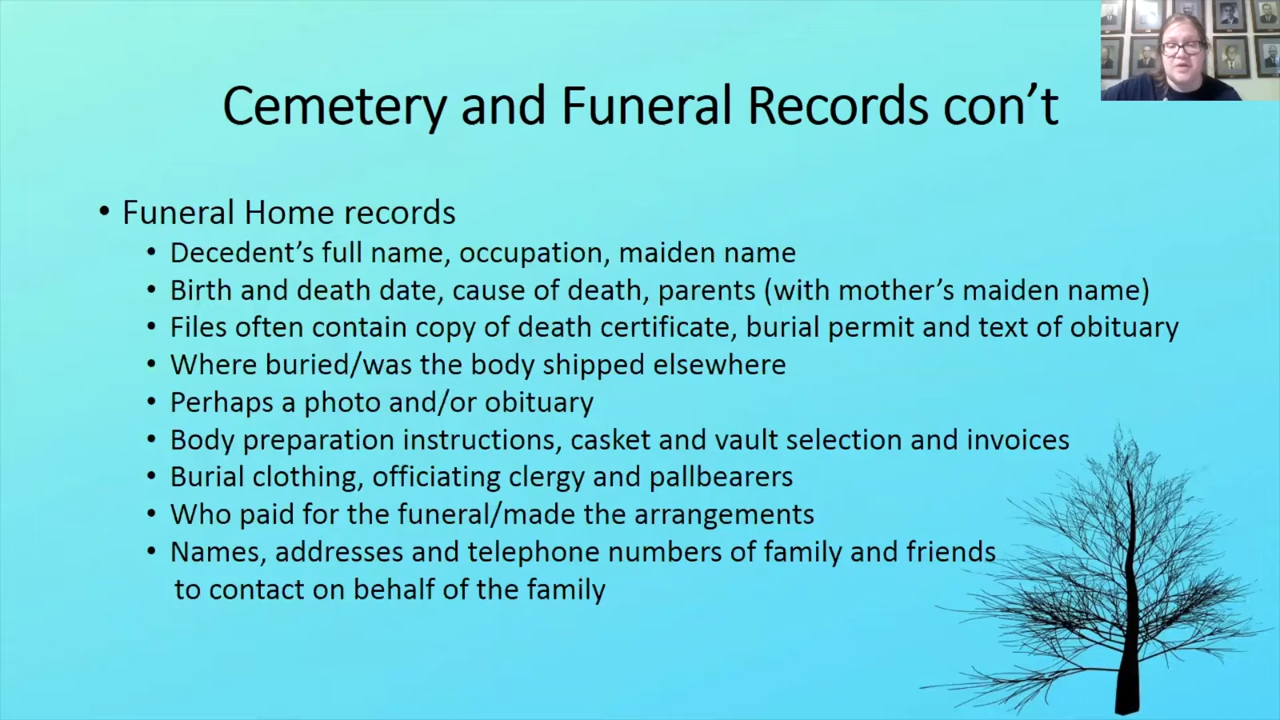 Cemetery and Funeral Records con’t
• Funeral Home records
• Decedent’s full name, occupation, maiden name
• Birth and death date, cause of death, parents (with mother’s maiden name)
• Files often contain copy of death certificate, burial permit and text of obituary
• Where buried/was the body shipped elsewhere
• Perhaps a photo and/or obituary
• Body preparation instructions, casket and vault selection and invoices
• Burial clothing, officiating clergy and pallbearers
• Who paid for the funeral/made the arrangements
• Names, addresses and telephone numbers of family and friends
to contact on behalf of the family